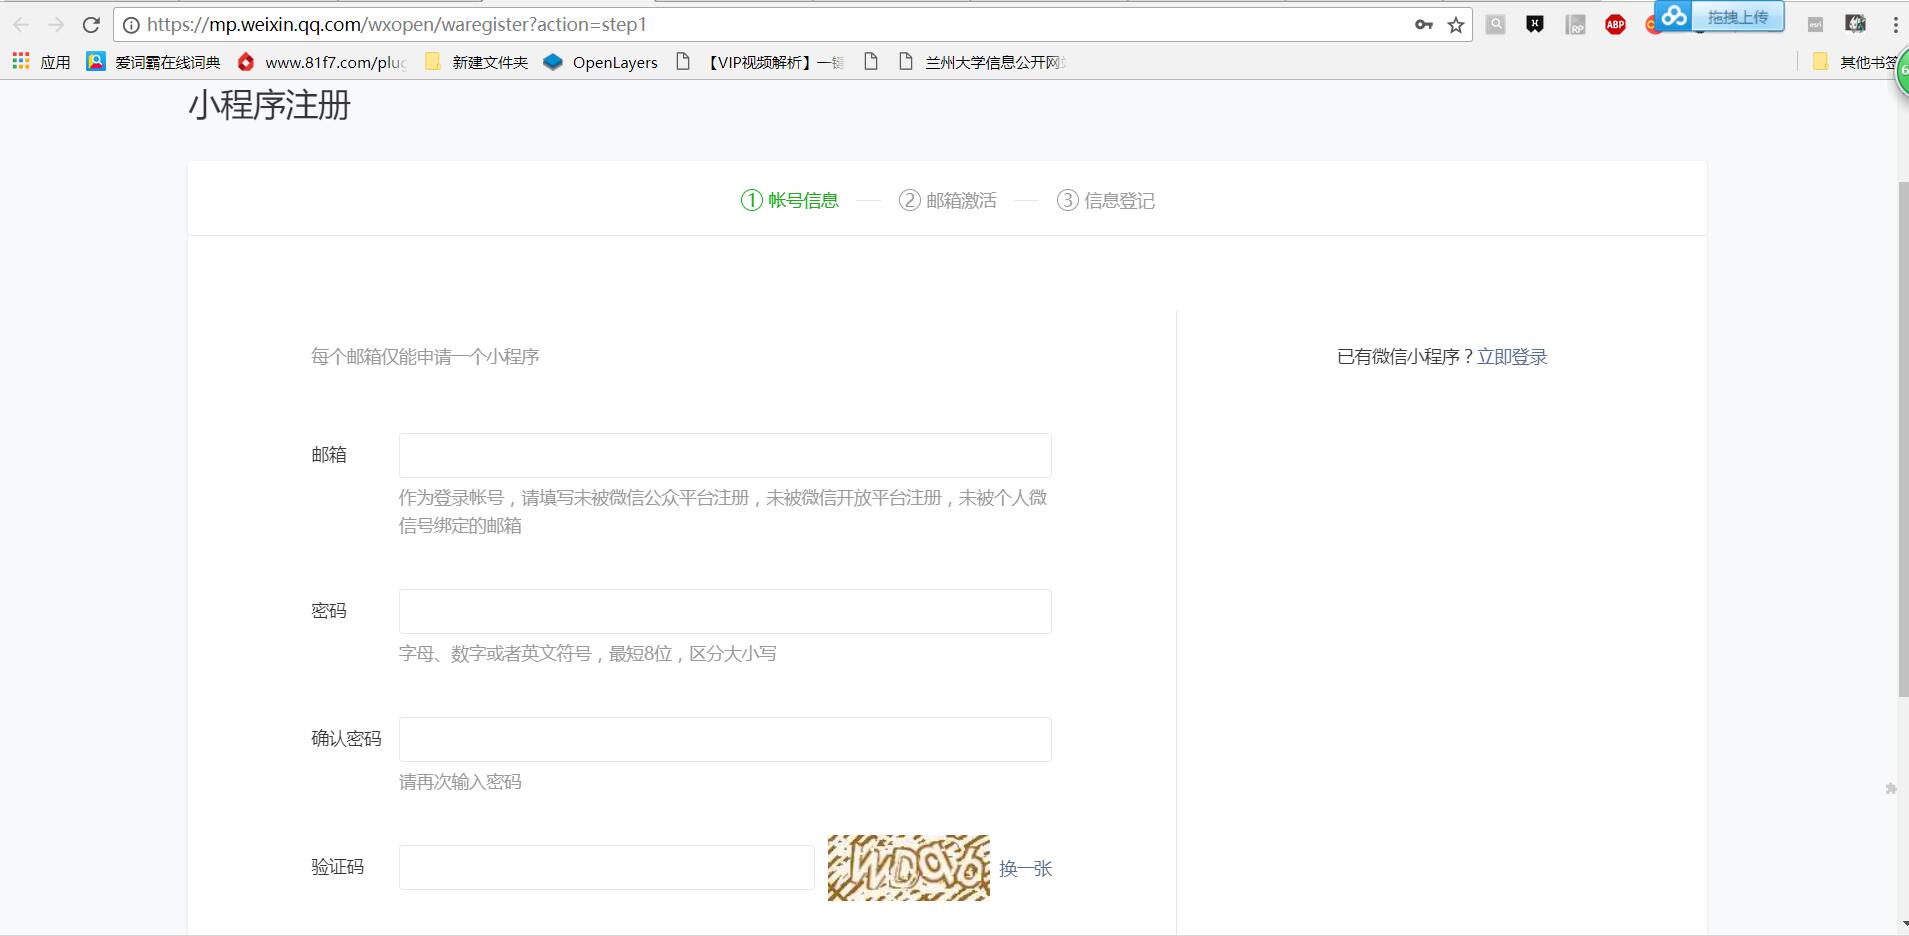 https://mp.weixin.qq.com/wxopen/waregister?action=step1
ABP
拖拽上传
esri
应用 爱词霸在线词典 www.81f7.com/plug 新建文件夹 OpenLayers 【VIP视频解析】一键 兰州大学信息公开网站 其他书签
小程序注册
① 帐号信息 ② 邮箱激活 ③ 信息登记
每个邮箱仅能申请一个小程序
已有微信小程序？立即登录
邮箱
作为登录帐号，请填写未被微信公众平台注册，未被微信开放平台注册，未被个人微
信号绑定的邮箱
密码
字母、数字或者英文符号，最短8位，区分大小写
确认密码
请再次输入密码
验证码
换一张